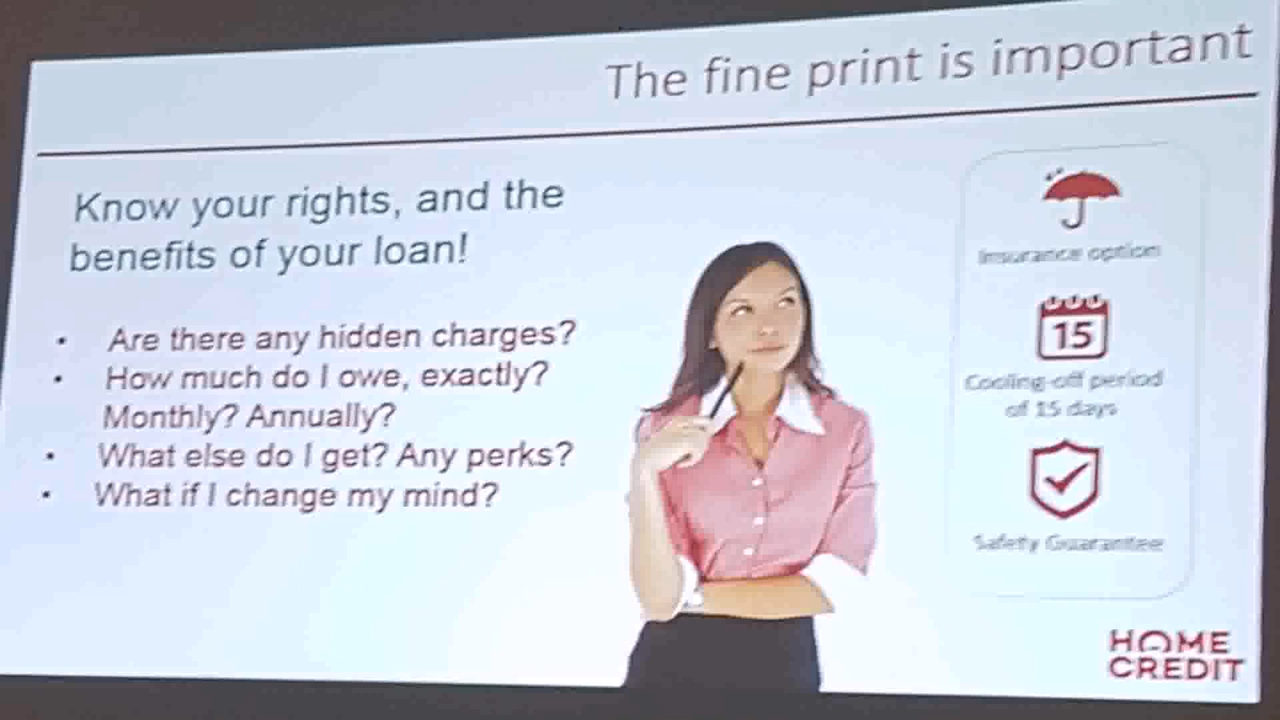 The fine print is important
Know your rights, and the
benefits of your loan!
• Are there any hidden charges?
• How much do I owe, exactly?
Monthly? Annually?
• What else do I get? Any perks?
• What if I change my mind?
Insurance option
15
Cooling-off period
of 15 days
Safety Guarantee
HOME
CREDIT